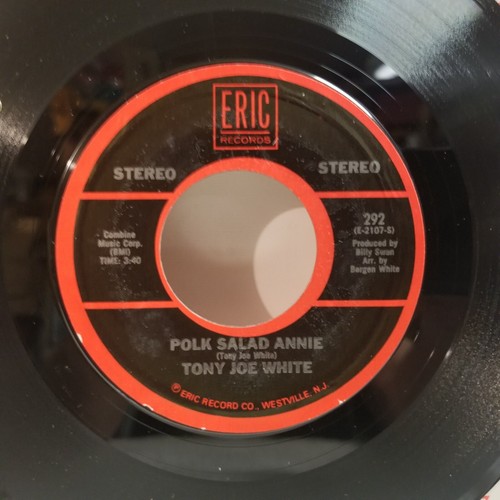 ERIC
RECORDS
STEREO
STEREO
Combine
Music Corp.
(BMI)
TIME: 3:40
292
(E-2107-S)
Produced by
Billy Swan
Arr. by
Bergen White
POLK SALAD ANNIE
(Tony Joe White)
TONY JOE WHITE
Ⓟ ERIC RECORD CO., WESTVILLE, N.J.